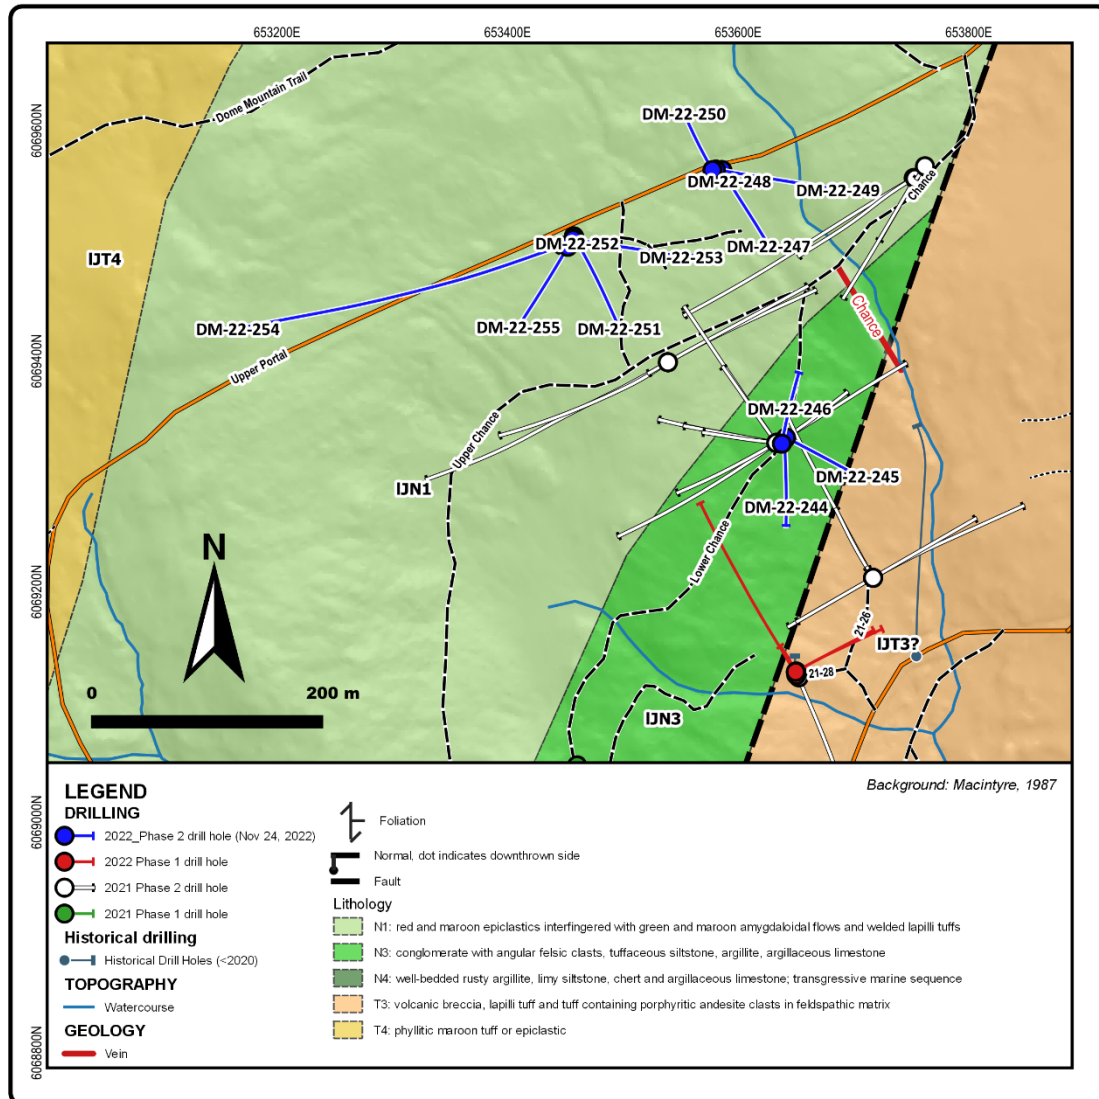 653200E
653400E
653600E
653800E
6069600N
6069400N
6069200N
6069000N
6068800N
Dome Mountain Trail
DM-22-250
DM-22-248
DM-22-249
Chance
DM-22-252
DM-22-247
DM-22-253
lJT4
Chance
DM-22-254
DM-22-255
DM-22-251
Upper Portal
DM-22-246
Upper Chance
DM-22-245
lJN1
DM-22-244
Lower Chance
N
21-26
lJT3?
21-28
0
200 m
lJN3
Background: Macintyre, 1987
LEGEND
DRILLING
2022_Phase 2 drill hole (Nov 24, 2022)
2022 Phase 1 drill hole
2021 Phase 2 drill hole
2021 Phase 1 drill hole
Historical drilling
Historical Drill Holes (<2020)
TOPOGRAPHY
Watercourse
GEOLOGY
Vein
Foliation
Normal, dot indicates downthrown side
Fault
Lithology
N1: red and maroon epiclastics interfingered with green and maroon amygdaloidal flows and welded lapilli tuffs
N3: conglomerate with angular felsic clasts, tuffaceous siltstone, argillite, argillaceous limestone
N4: well-bedded rusty argillite, limy siltstone, chert and argillaceous limestone; transgressive marine sequence
T3: volcanic breccia, lapilli tuff and tuff containing porphyritic andesite clasts in feldspathic matrix
T4: phyllitic maroon tuff or epiclastic